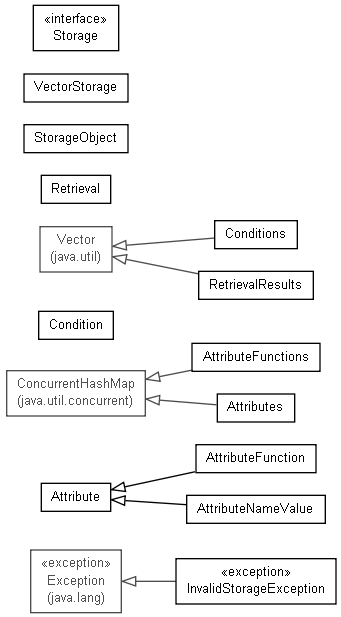 «interface»
Storage
VectorStorage
StorageObject
Retrieval
Vector
(java.util)
Conditions
RetrievalResults
Condition
AttributeFunctions
ConcurrentHashMap
(java.util.concurrent)
Attributes
AttributeFunction
Attribute
AttributeNameValue
«exception»
Exception
(java.lang)
«exception»
InvalidStorageException